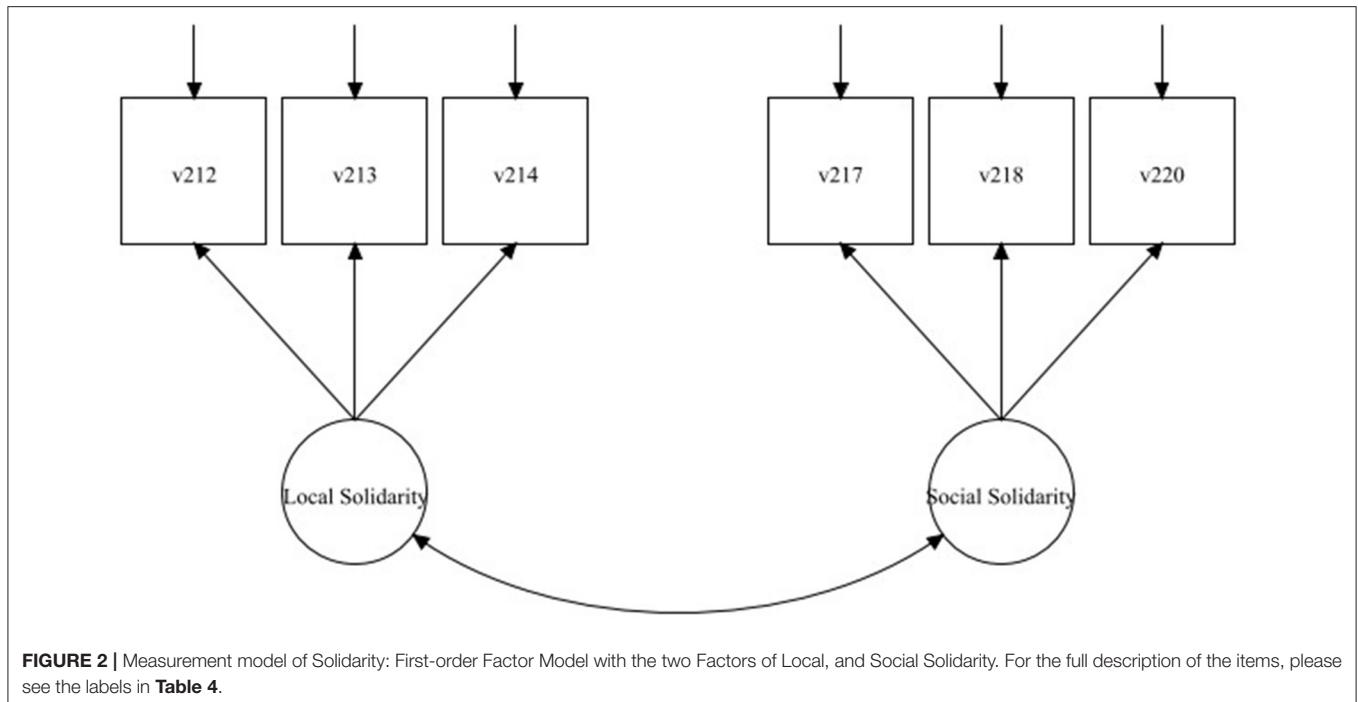 v212 v213 v214 v217 v218 v220
Local Solidarity Social Solidarity
FIGURE 2 | Measurement model of Solidarity: First-order Factor Model with the two Factors of Local, and Social Solidarity. For the full description of the items, please
see the labels in Table 4.